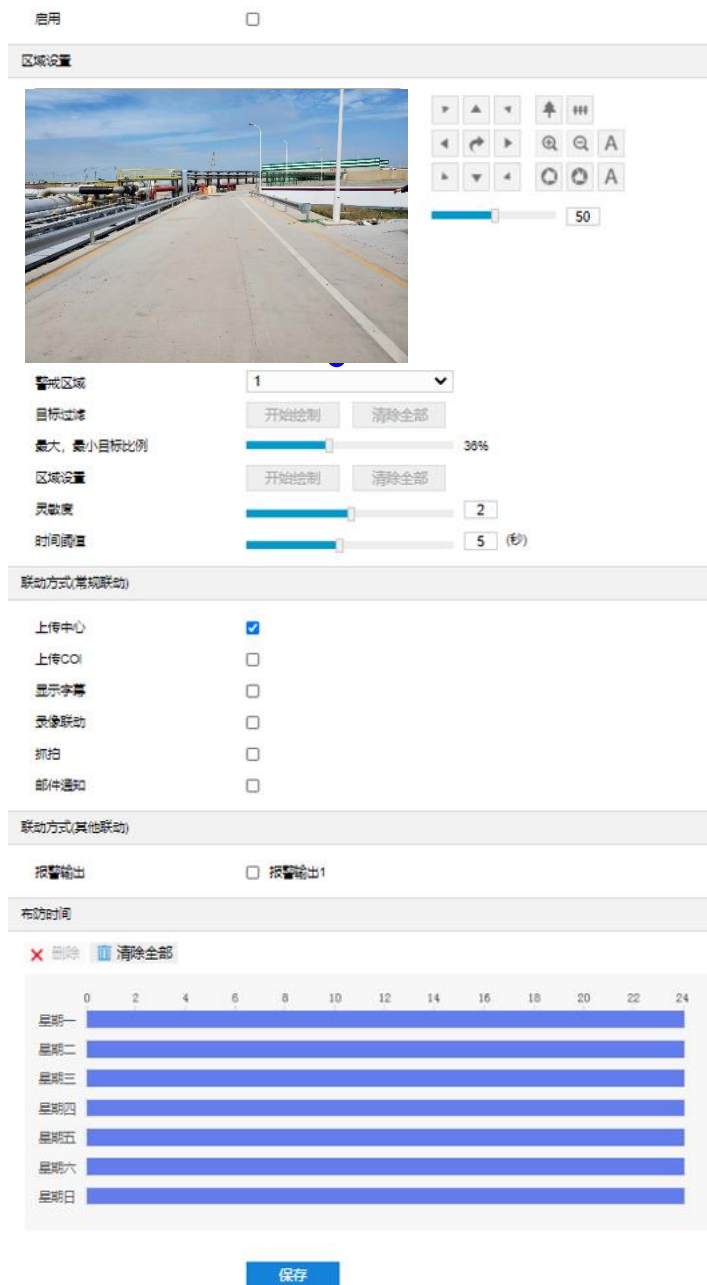 启用
区域设置
A
A
50
警戒区域 1
目标过滤 开始绘制 清除全部
最大，最小目标比例 36%
区域设置 开始绘制 清除全部
灵敏度 2
时间阈值 5 (秒)
联动方式(常规联动)
上传中心
上传COI
显示字幕
录像联动
抓拍
邮件通知
联动方式(其他联动)
报警输出 报警输出1
布防时间
删除 清除全部
0 2 4 6 8 10 12 14 16 18 20 22 24
星期一
星期二
星期三
星期四
星期五
星期六
星期日
保存